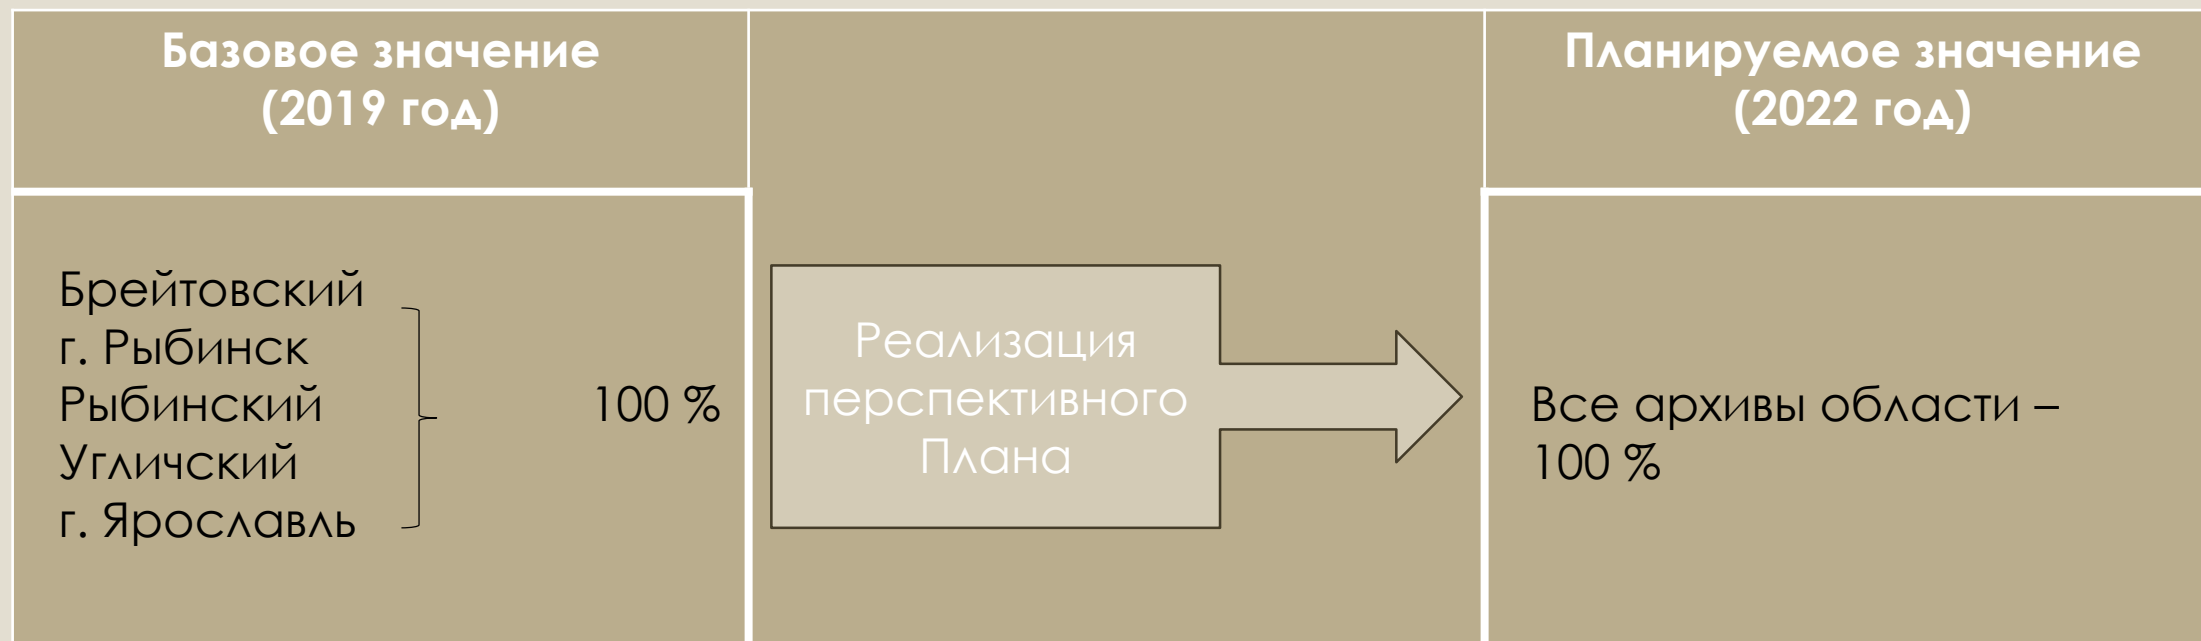 Базовое значение
(2019 год)
Планируемое значение
(2022 год)
Брейтовский
г. Рыбинск
Рыбинский
Угличский
г. Ярославль
100 %
Реализация
перспективного
Плана
Все архивы области –
100 %